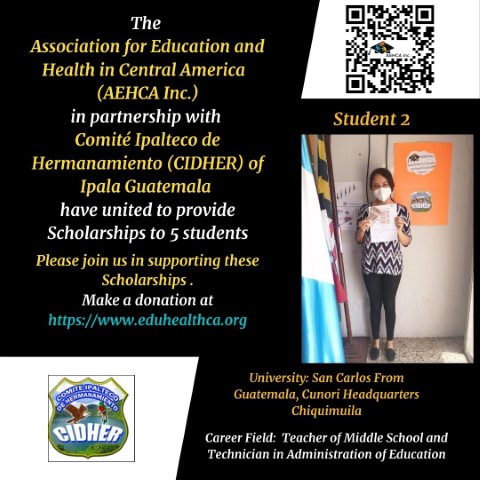 The
Association for Education and
Health in Central America
(AEHCA Inc.)
in partnership with
Comité Ipalteco de
Hermanamiento (CIDHER) of
Ipala Guatemala
have united to provide
Scholarships to 5 students
Please join us in supporting these
Scholarships .
Make a donation at
https://www.eduhealthca.org
AEHCA Inc.
Student 2
University: San Carlos From
Guatemala, Cunori Headquarters
Chiquimuila
Career Field: Teacher of Middle School and
Technician in Administration of Education
COMITE IPALTECO
DE HERMANAMIENTO
CIDHER